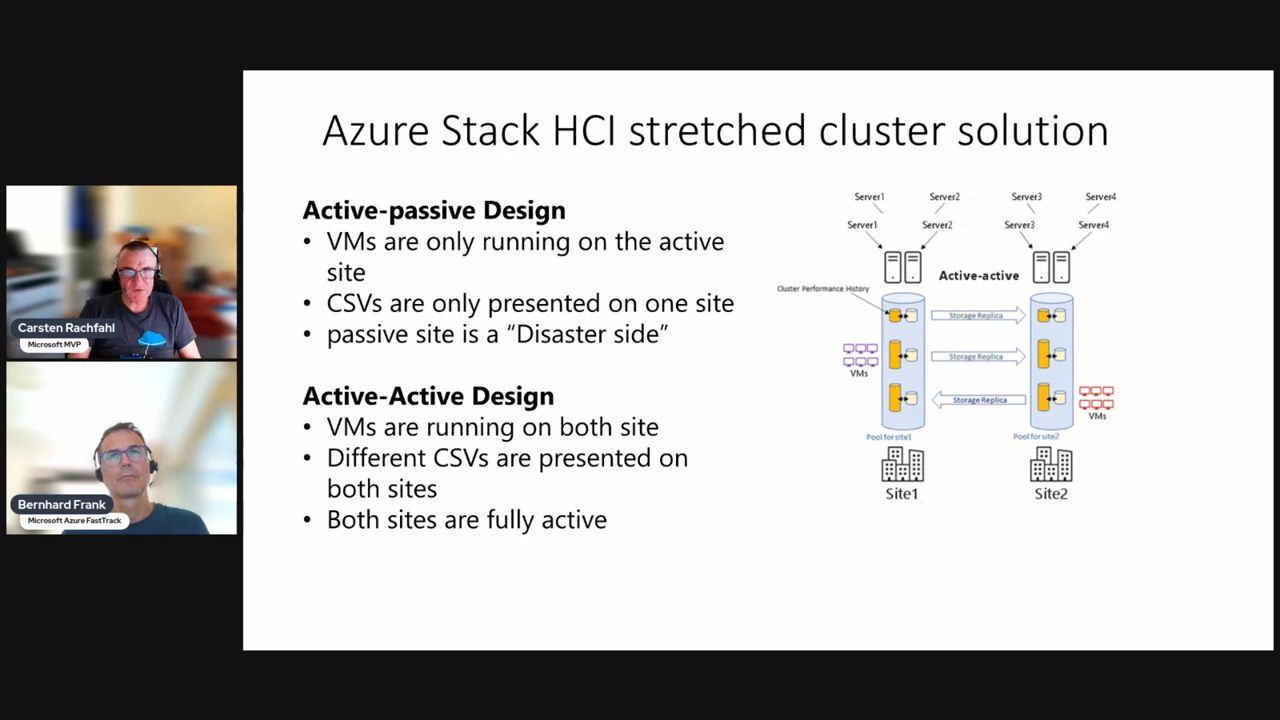 Azure Stack HCI stretched cluster solution
Active-passive Design
• VMs are only running on the active
site
• CSVs are only presented on one site
• passive site is a “Disaster side”
Active-Active Design
• VMs are running on both site
• Different CSVs are presented on
both sites
• Both sites are fully active
Server1
Server2
Server3
Server4
Server1
Server2
Server3
Server4
Active-active
Cluster Performance History
Storage Replica
Storage Replica
VMs
Storage Replica
VMs
Pool for site1
Pool for site2
Site1
Site2
Carsten Rachfahl
Microsoft MVP
Bernhard Frank
Microsoft Azure FastTrack